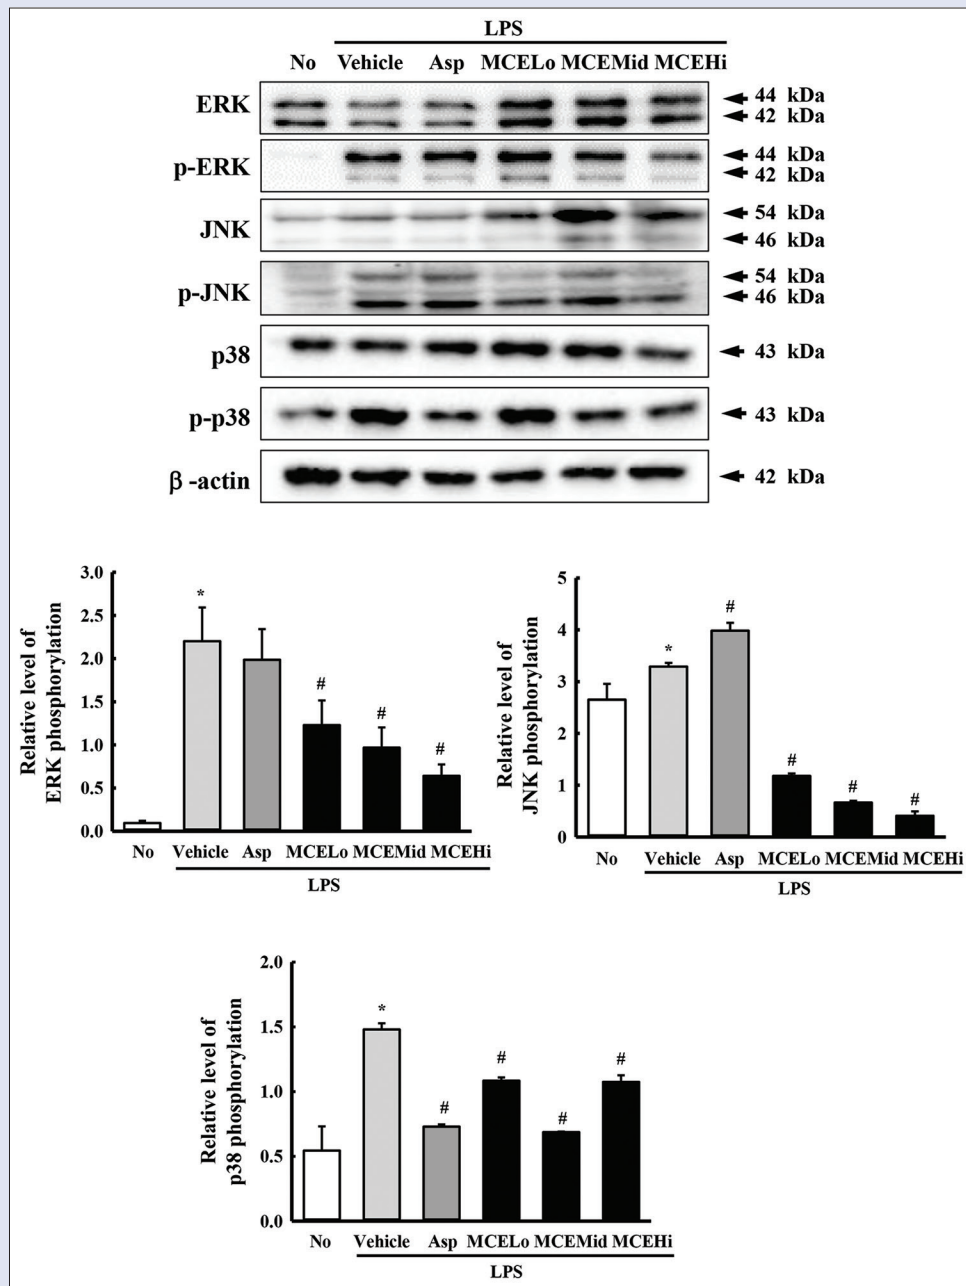 LPS
No Vehicle Asp MCELo MCEMid MCEHi
ERK 44 kDa
42 kDa
p-ERK 44 kDa
42 kDa
JNK 54 kDa
46 kDa
p-JNK 54 kDa
46 kDa
p38 43 kDa
p-p38 43 kDa
β -actin 42 kDa
Relative level of
ERK phosphorylation
3.0
2.5
2.0
1.5
1.0
0.5
0.0
*
#
#
#
No Vehicle Asp MCELo MCEMid MCEHi
LPS
Relative level of
JNK phosphorylation
5
4
3
2
1
0
*
#
#
#
#
No Vehicle Asp MCELo MCEMid MCEHi
LPS
Relative level of
p38 phosphorylation
2.0
1.5
1.0
0.5
0.0
*
#
#
#
#
No Vehicle Asp MCELo MCEMid MCEHi
LPS